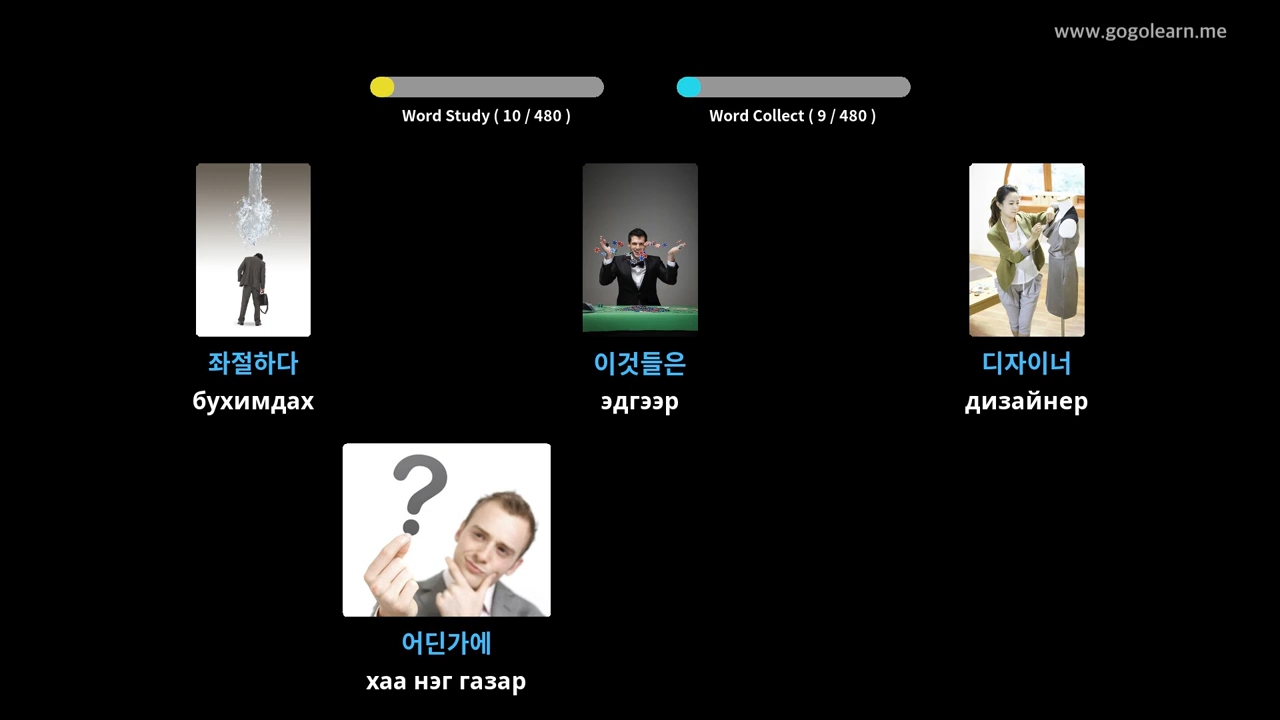 www.gogolearn.me
Word Study ( 10 / 480 )
Word Collect ( 9 / 480 )
좌절하다
бухимдах
이것들은
эдгээр
디자이너
дизайнер
?
어딘가에
хаа нэг газар